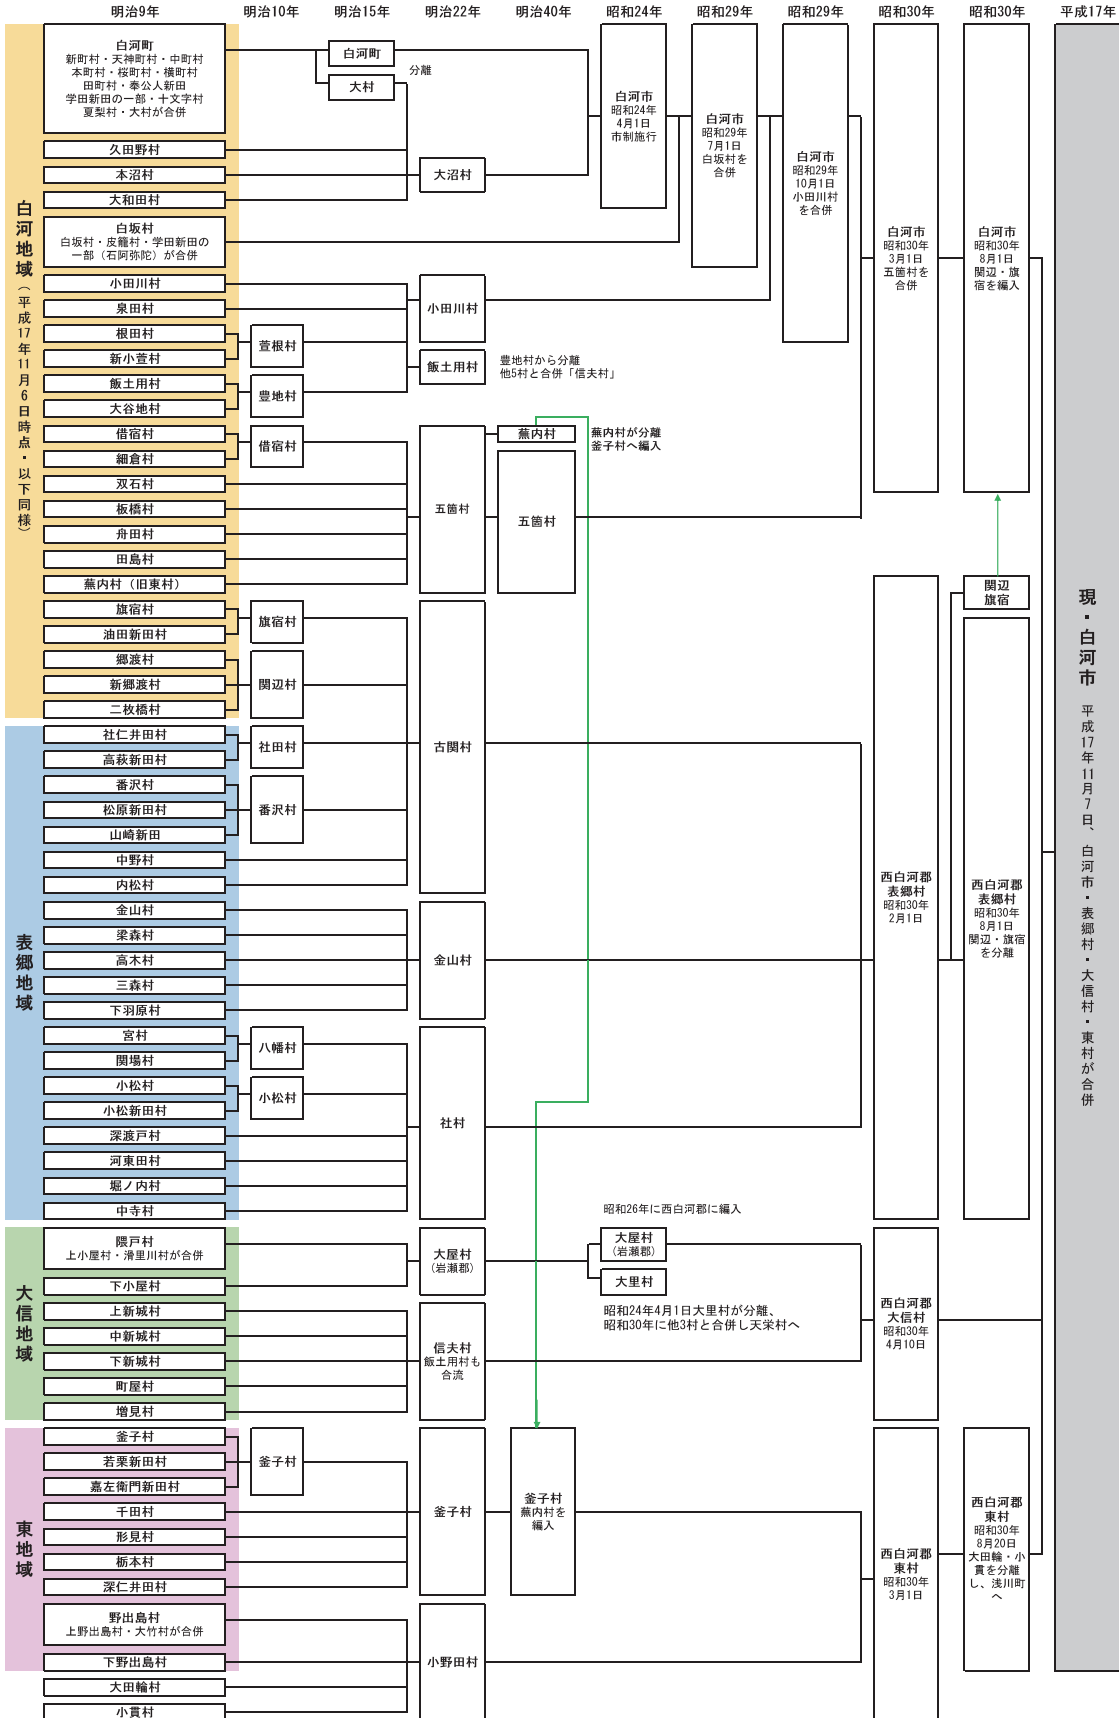 明治9年
明治10年
明治15年
明治22年
明治40年
昭和24年
昭和29年
昭和29年
昭和30年
昭和30年
平成17年
白河地域（平成17年11月6日時点・以下同様）
白河町
新町村・天神町村・中町村
本町村・桜町村・横町村
田町村・奉公人新田
学田新田の一部・十文字村
夏梨村・大村が合併
久田野村
本沼村
大和田村
白坂村
白坂村・皮籠村・学田新田の
一部（石阿弥陀）が合併
小田川村
泉田村
根田村
新小萱村
飯土用村
大谷地村
借宿村
細倉村
双石村
板橋村
舟田村
田島村
蕪内村（旧東村）
旗宿村
油田新田村
郷渡村
新郷渡村
二枚橋村
表郷地域
社仁井田村
高萩新田村
番沢村
松原新田村
山崎新田
中野村
内松村
金山村
梁森村
高木村
三森村
下羽原村
宮村
関場村
小松村
小松新田村
深渡戸村
河東田村
堀ノ内村
中寺村
大信地域
隈戸村
上小屋村・滑里川村が合併
下小屋村
上新城村
中新城村
下新城村
町屋村
増見村
東地域
釜子村
若栗新田村
嘉左衛門新田村
千田村
形見村
栃本村
深仁井田村
野出島村
上野出島村・大竹村が合併
下野出島村
大田輪村
小貫村
萱根村
豊地村
借宿村
旗宿村
関辺村
社田村
番沢村
八幡村
小松村
釜子村
白河町
大村
分離
大沼村
小田川村
飯土用村
豊地村から分離
他5村と合併「信夫村」
五箇村
古関村
金山村
社村
大屋村
（岩瀬郡）
信夫村
飯土用村も
合流
釜子村
小野田村
蕪内村
蕪内村が分離
釜子村へ編入
五箇村
釜子村
蕪内村を
編入
白河市
昭和24年
4月1日
市制施行
昭和26年に西白河郡に編入
大屋村
（岩瀬郡）
大里村
昭和24年4月1日大里村が分離、
昭和30年に他3村と合併し天栄村へ
白河市
昭和29年
7月1日
白坂村を
合併
白河市
昭和29年
10月1日
小田川村
を合併
白河市
昭和30年
3月1日
五箇村を
合併
西白河郡
表郷村
昭和30年
2月1日
西白河郡
大信村
昭和30年
4月10日
西白河郡
東村
昭和30年
3月1日
白河市
昭和30年
8月1日
関辺・旗
宿を編入
関辺
旗宿
西白河郡
表郷村
昭和30年
8月1日
関辺・旗宿
を分離
西白河郡
東村
昭和30年
8月20日
大田輪・小
貫を分離
し、浅川町
へ
現・白河市　平成17年11月7日、白河市・表郷村・大信村・東村が合併